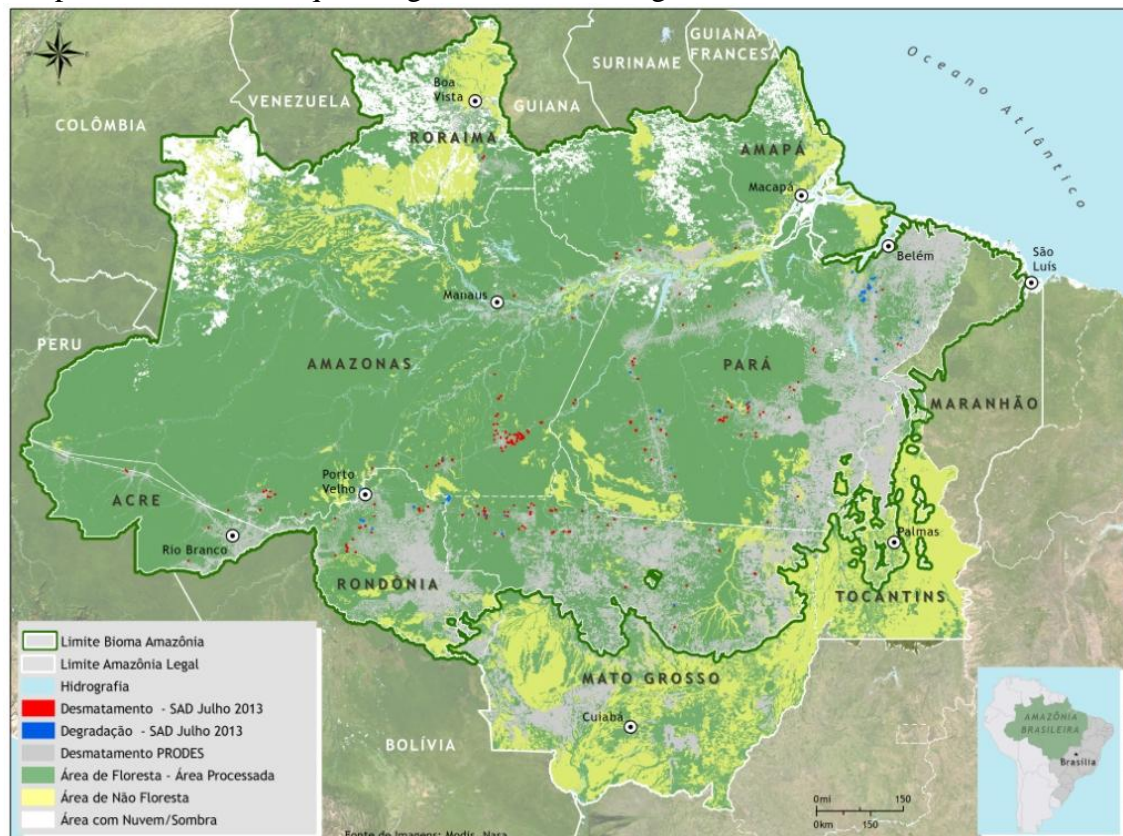 GUIANA
FRANCESA
SURINAME
Oceano Atlântico
Boa
Vista
VENEZUELA
GUIANA
COLÔMBIA
RORAIMA
AMAPÁ
Macapá
Belém
São
Luís
Manaus
PERU
AMAZONAS
PARÁ
MARANHÃO
Porto
Velho
ACRE
Rio Branco
Palmas
RONDÔNIA
TOCANTINS
MATO GROSSO
Cuiabá
BOLÍVIA
Limite Bioma Amazônia
Limite Amazônia Legal
Hidrografia
Desmatamento - SAD Julho 2013
Degradação - SAD Julho 2013
Desmatamento PRODES
Área de Floresta - Área Processada
Área de Não Floresta
Área com Nuvem/Sombra
AMAZÔNIA
BRASILEIRA
Brasília
0mi 150
0km 150
Fonte de Imagens: Modis, Nasa